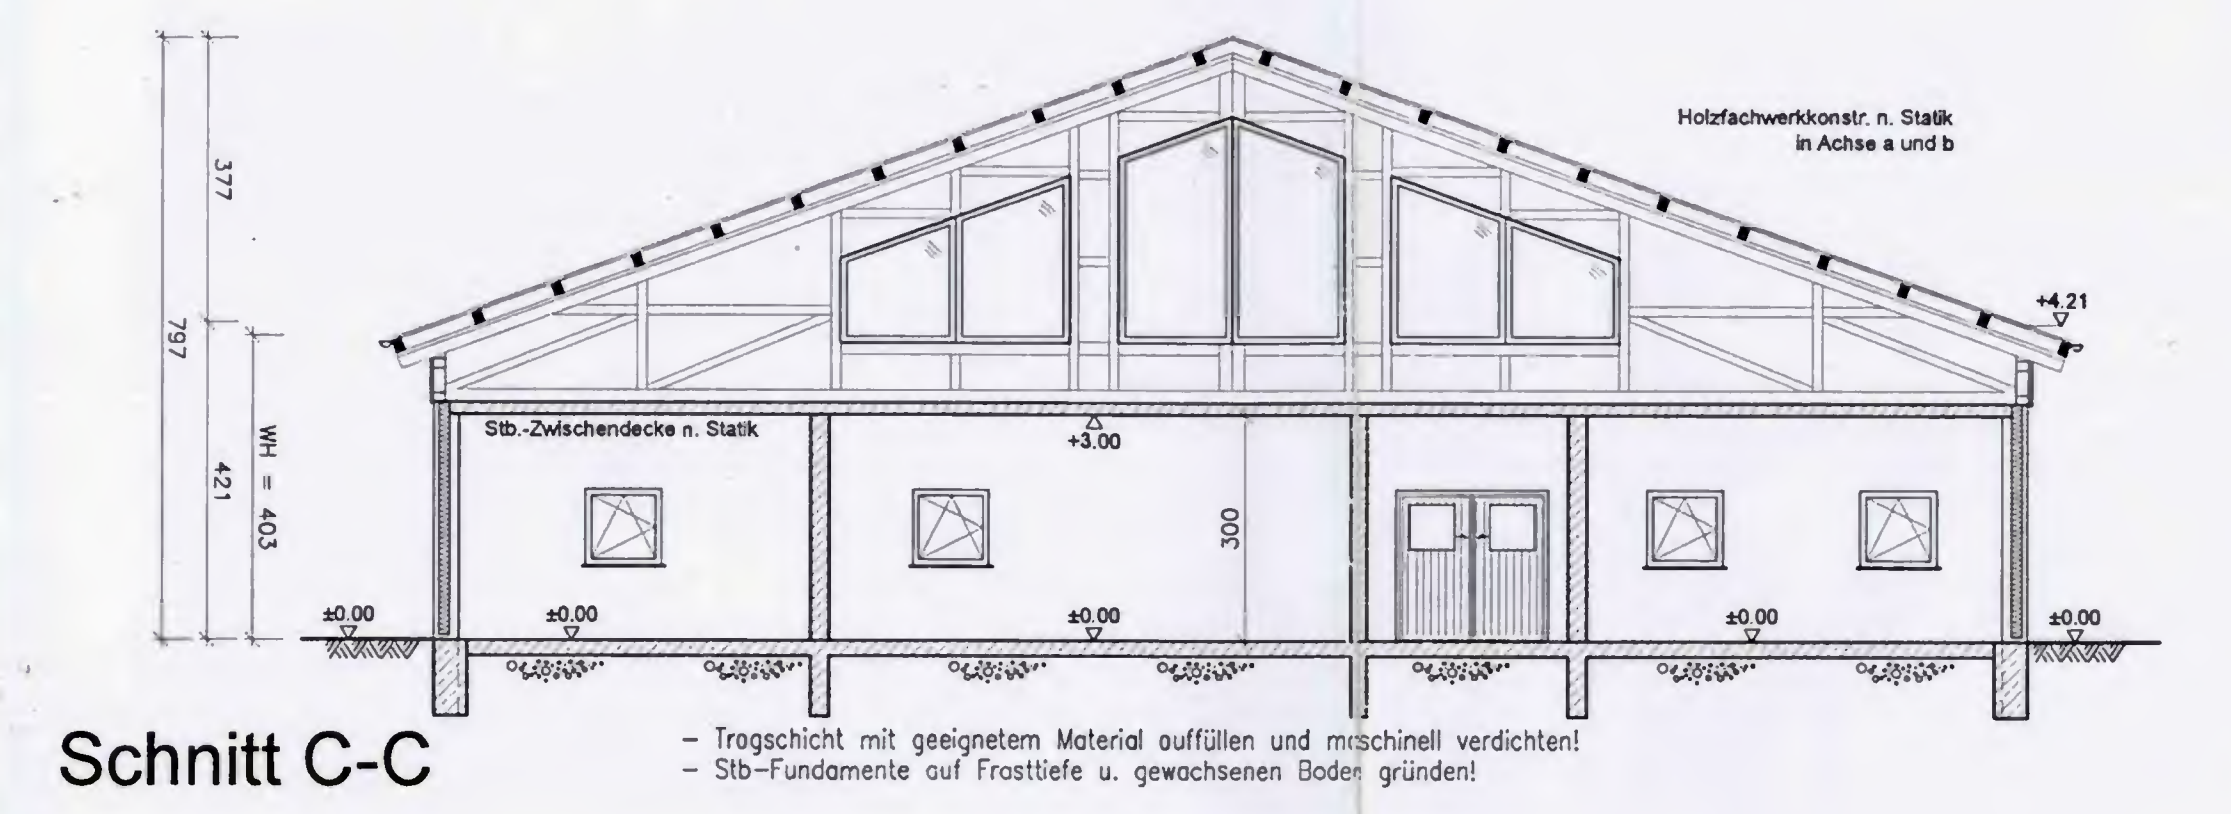 Holzfachwerkkonstr. n. Statik
in Achse a und b
377
797
+4.21
WH = 403
421
Stb.-Zwischendecke n. Statik
+3.00
300
±0.00
±0.00
±0.00
±0.00
±0.00
Schnitt C-C
- Tragschicht mit geeignetem Material auffüllen und maschinell verdichten!
- Stb-Fundamente auf Frosttiefe u. gewachsenen Boden gründen!